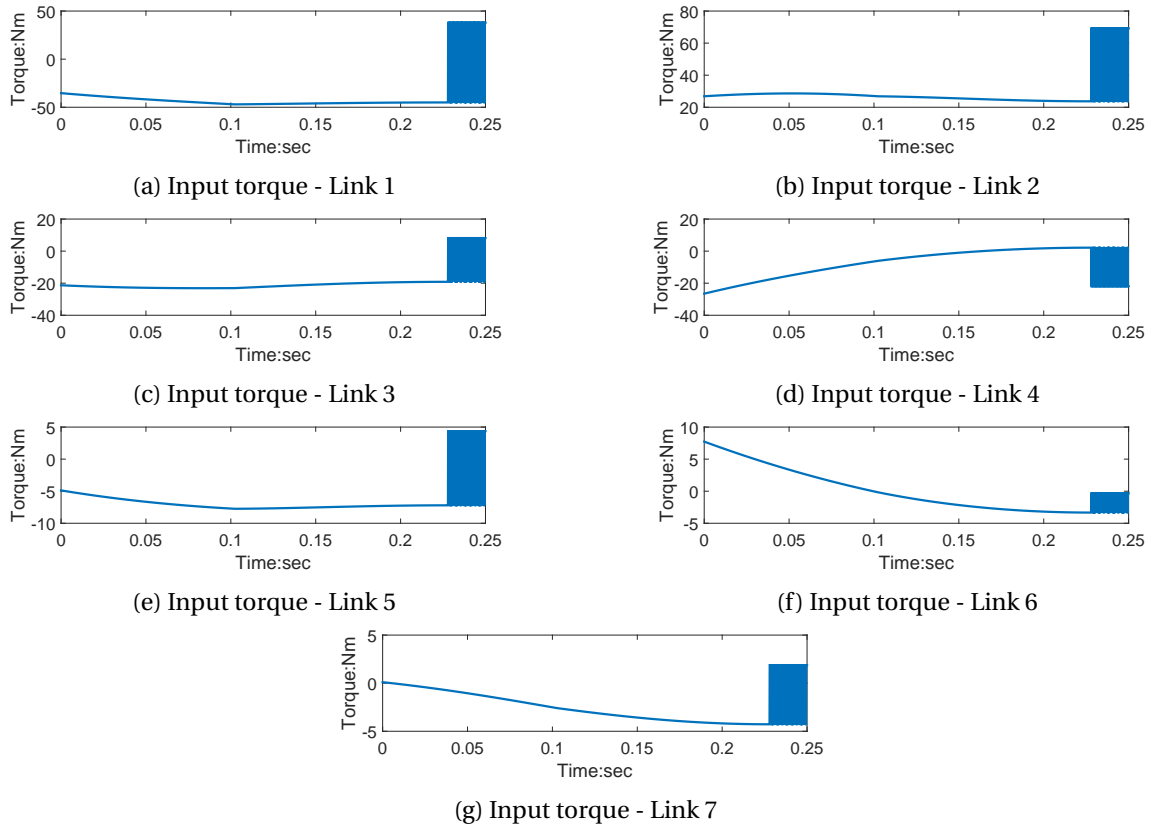 50
0
-50
Torque:Nm
0 0.05 0.1 0.15 0.2 0.25
Time:sec
(a) Input torque - Link 1
80
60
40
20
Torque:Nm
0 0.05 0.1 0.15 0.2 0.25
Time:sec
(b) Input torque - Link 2
20
0
-20
-40
Torque:Nm
0 0.05 0.1 0.15 0.2 0.25
Time:sec
(c) Input torque - Link 3
20
0
-20
-40
Torque:Nm
0 0.05 0.1 0.15 0.2 0.25
Time:sec
(d) Input torque - Link 4
5
0
-5
-10
Torque:Nm
0 0.05 0.1 0.15 0.2 0.25
Time:sec
(e) Input torque - Link 5
10
5
0
-5
Torque:Nm
0 0.05 0.1 0.15 0.2 0.25
Time:sec
(f) Input torque - Link 6
5
0
-5
Torque:Nm
0 0.05 0.1 0.15 0.2 0.25
Time:sec
(g) Input torque - Link 7